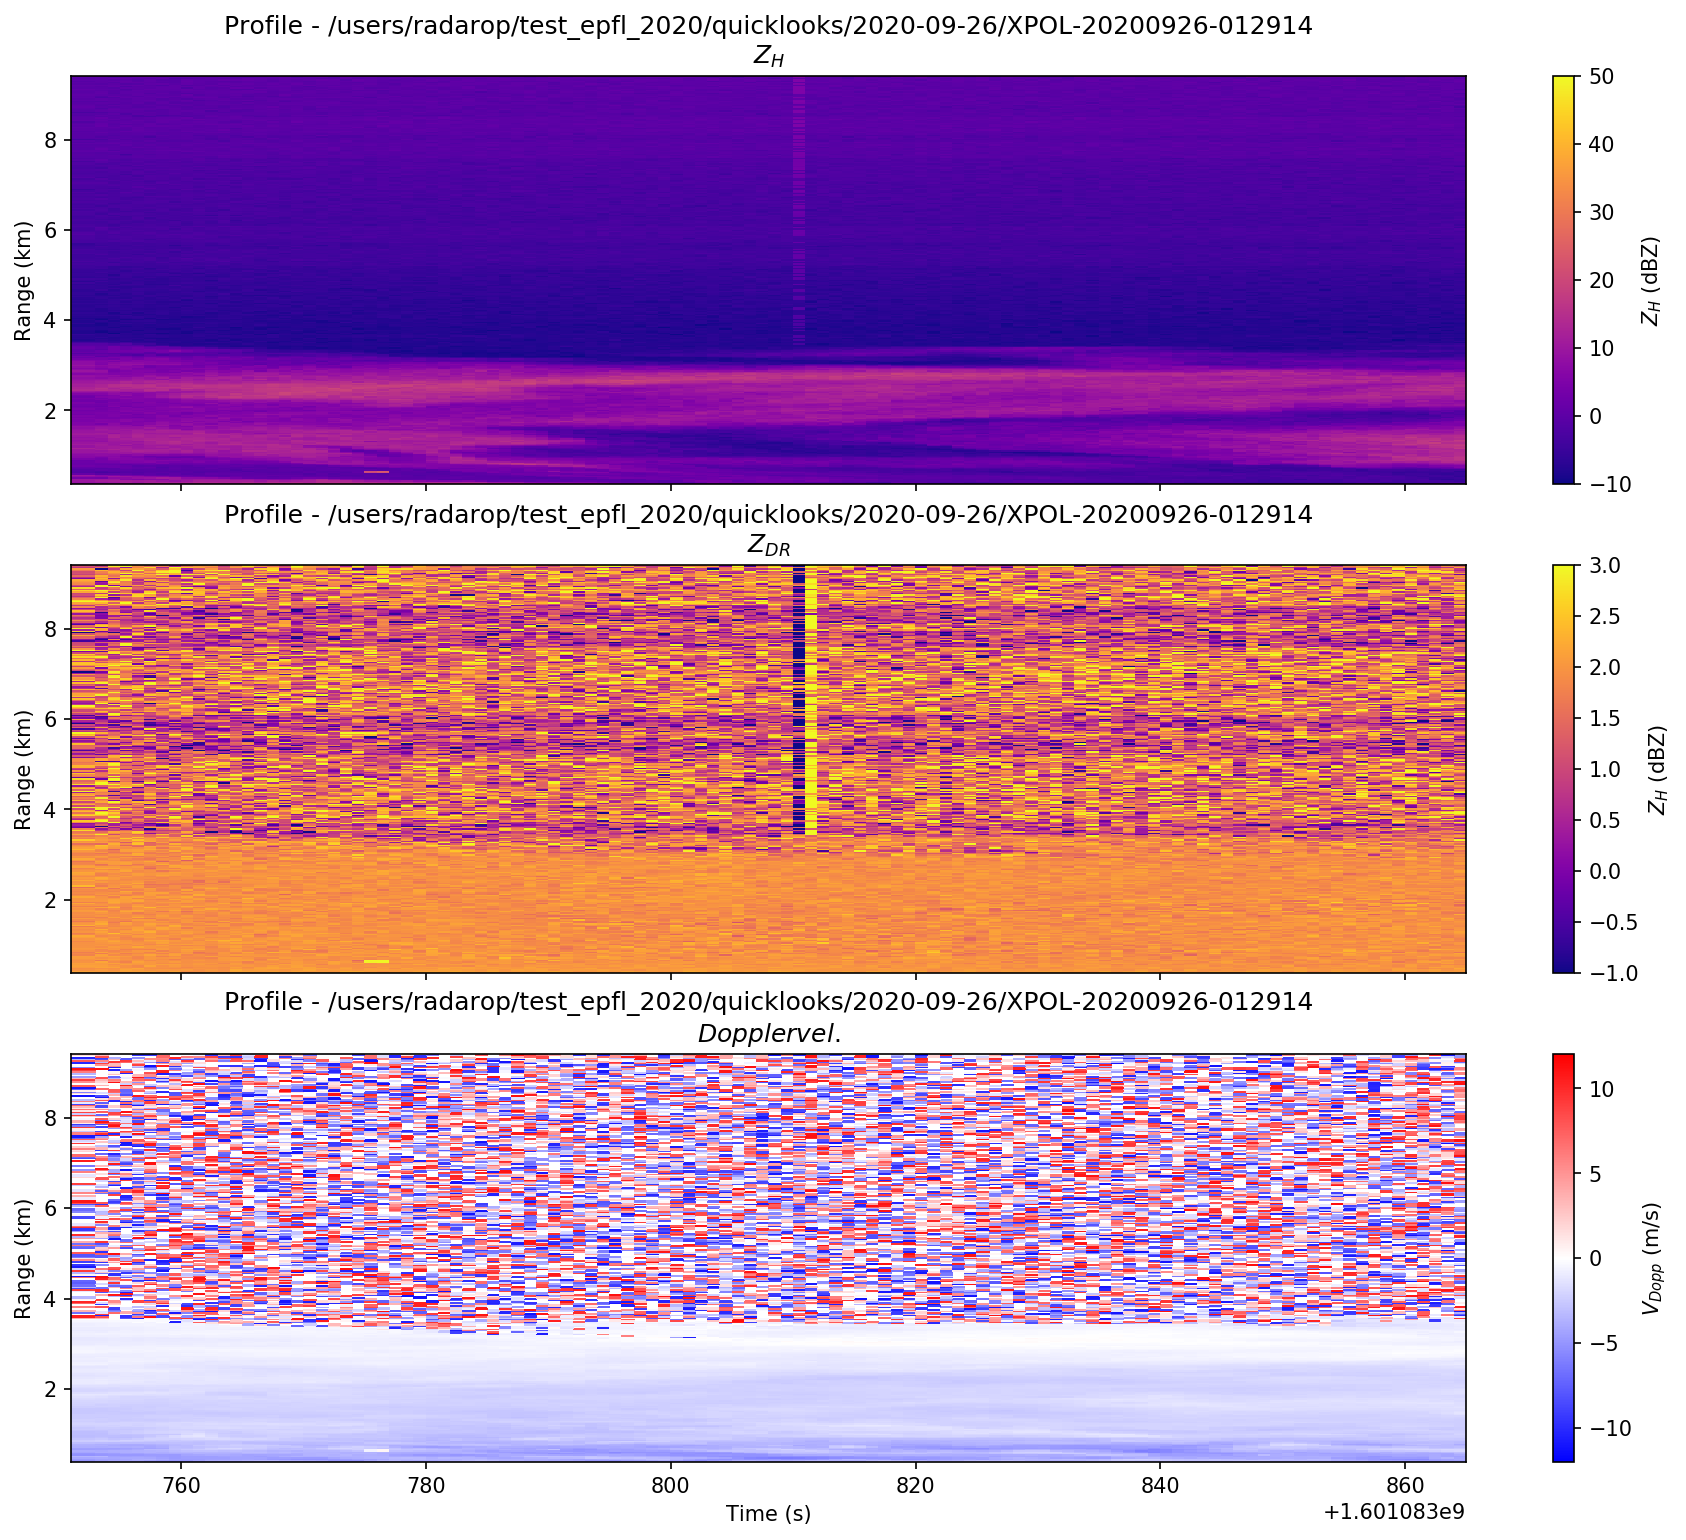 Profile - /users/radarop/test_epfl_2020/quicklooks/2020-09-26/XPOL-20200926-012914
Z_H
8
6
4
2
Range (km)
50
40
30
20
10
0
−10
Z_H (dBZ)
Profile - /users/radarop/test_epfl_2020/quicklooks/2020-09-26/XPOL-20200926-012914
Z_DR
8
6
4
2
Range (km)
3.0
2.5
2.0
1.5
1.0
0.5
0.0
−0.5
−1.0
Z_H (dBZ)
Profile - /users/radarop/test_epfl_2020/quicklooks/2020-09-26/XPOL-20200926-012914
Dopplervel.
8
6
4
2
Range (km)
10
5
0
−5
−10
V_Dopp (m/s)
760 780 800 820 840 860
Time (s)
+1.601083e9